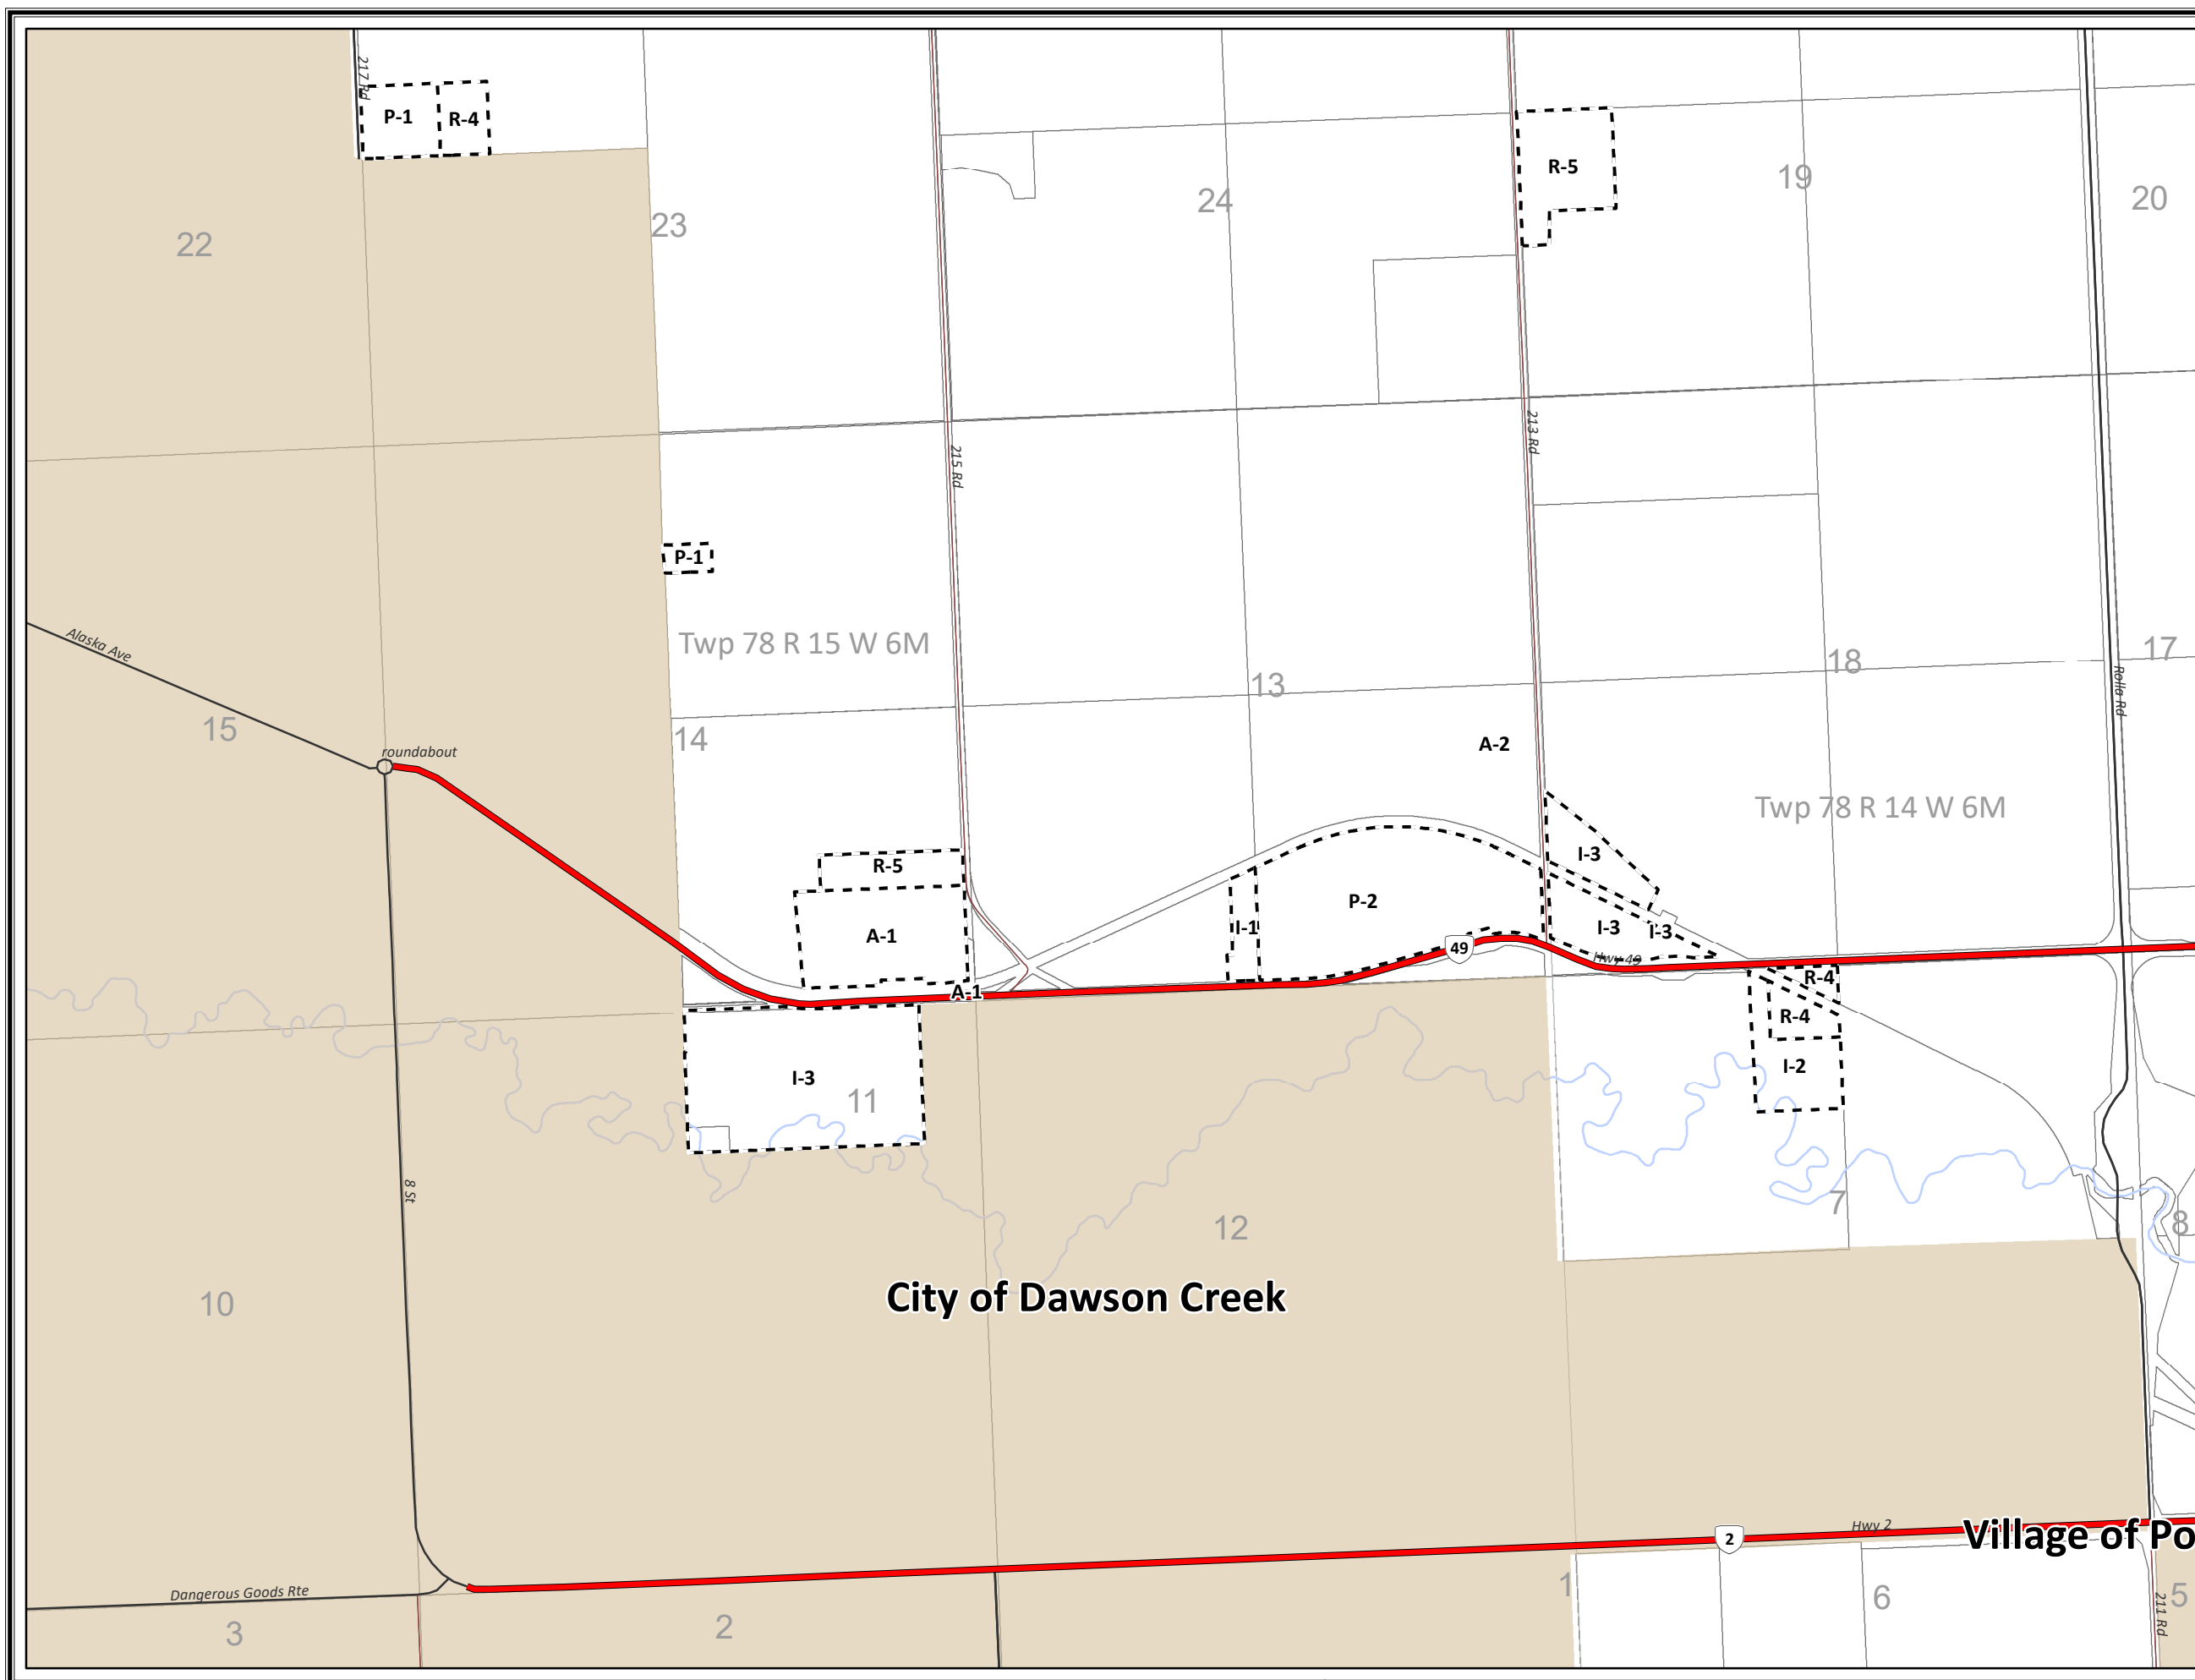 217 Rd
P-1
R-4
R-5
19
24
20
23
22
213 Rd
215 Rd
P-1
Alaska Ave
Twp 78 R 15 W 6M
17
18
13
Rolla Rd
15
14
A-2
roundabout
Twp 78 R 14 W 6M
I-3
R-5
P-2
I-1
I-3
I-3
A-1
49
Hwy 49
R-4
A-1
R-4
I-2
I-3
11
8 St
7
12
8
10
City of Dawson Creek
Hwy 2
2
Village of Po
1
6
5
Dangerous Goods Rte
3
2
211 Rd